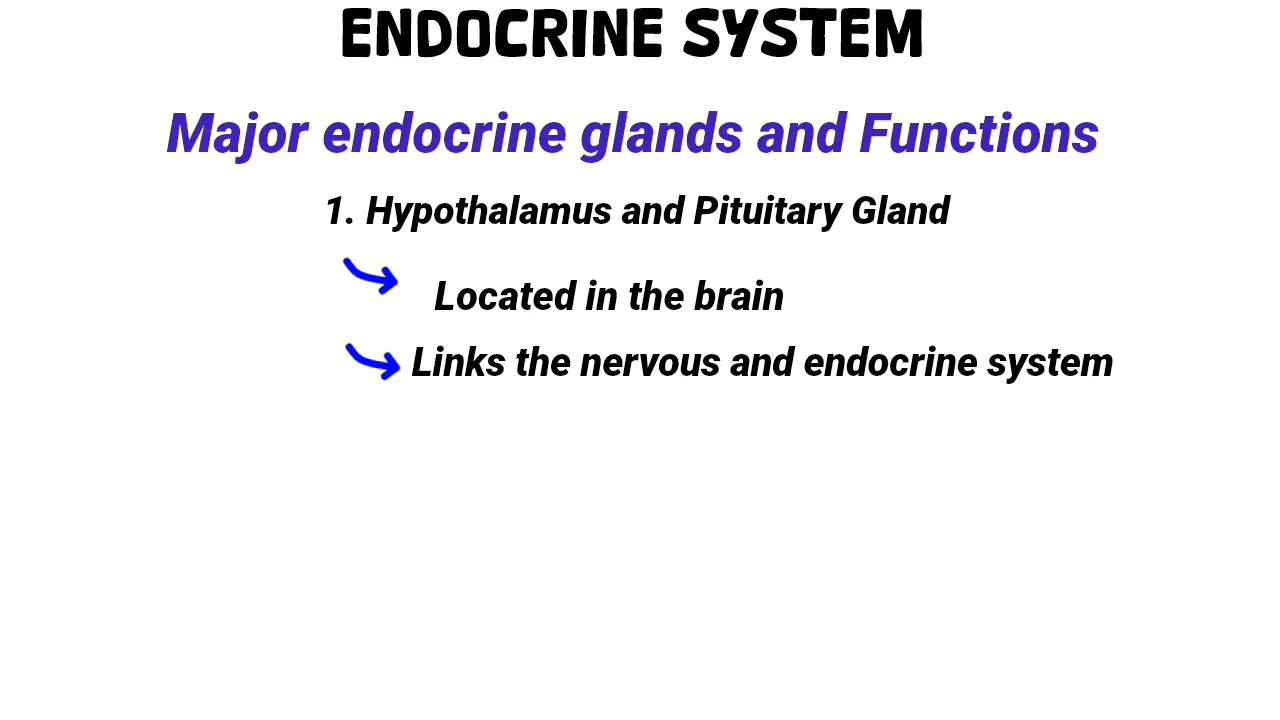 ENDOCRINE SYSTEM
Major endocrine glands and Functions
1. Hypothalamus and Pituitary Gland
Located in the brain
Links the nervous and endocrine system